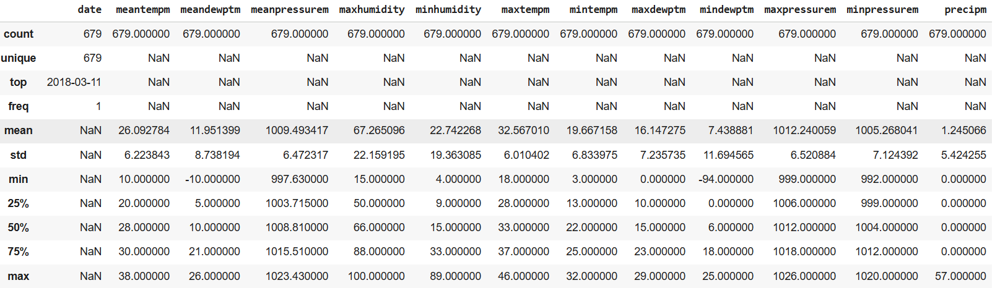 date meantempm meandewptm meanpressurem maxhumidity minhumidity maxtempm mintempm maxdewptm mindewptm maxpressurem minpressurem precipm
count 679 679.000000 679.000000 679.000000 679.000000 679.000000 679.000000 679.000000 679.000000 679.000000 679.000000 679.000000 679.000000
unique 679 NaN NaN NaN NaN NaN NaN NaN NaN NaN NaN NaN NaN
top 2018-03-11 NaN NaN NaN NaN NaN NaN NaN NaN NaN NaN NaN NaN
freq 1 NaN NaN NaN NaN NaN NaN NaN NaN NaN NaN NaN NaN
mean NaN 26.092784 11.951399 1009.493417 67.265096 22.742268 32.567010 19.667158 16.147275 7.438881 1012.240059 1005.268041 1.245066
std NaN 6.223843 8.738194 6.472317 22.159195 19.363085 6.010402 6.833975 7.235735 11.694565 6.520884 7.124392 5.424255
min NaN 10.000000 -10.000000 997.630000 15.000000 4.000000 18.000000 3.000000 0.000000 -94.000000 999.000000 992.000000 0.000000
25% NaN 20.000000 5.000000 1003.715000 50.000000 9.000000 28.000000 13.000000 10.000000 0.000000 1006.000000 999.000000 0.000000
50% NaN 28.000000 10.000000 1008.810000 66.000000 15.000000 33.000000 22.000000 15.000000 6.000000 1012.000000 1004.000000 0.000000
75% NaN 30.000000 21.000000 1015.510000 88.000000 33.000000 37.000000 25.000000 23.000000 18.000000 1018.000000 1012.000000 0.000000
max NaN 38.000000 26.000000 1023.430000 100.000000 89.000000 46.000000 32.000000 29.000000 25.000000 1026.000000 1020.000000 57.000000